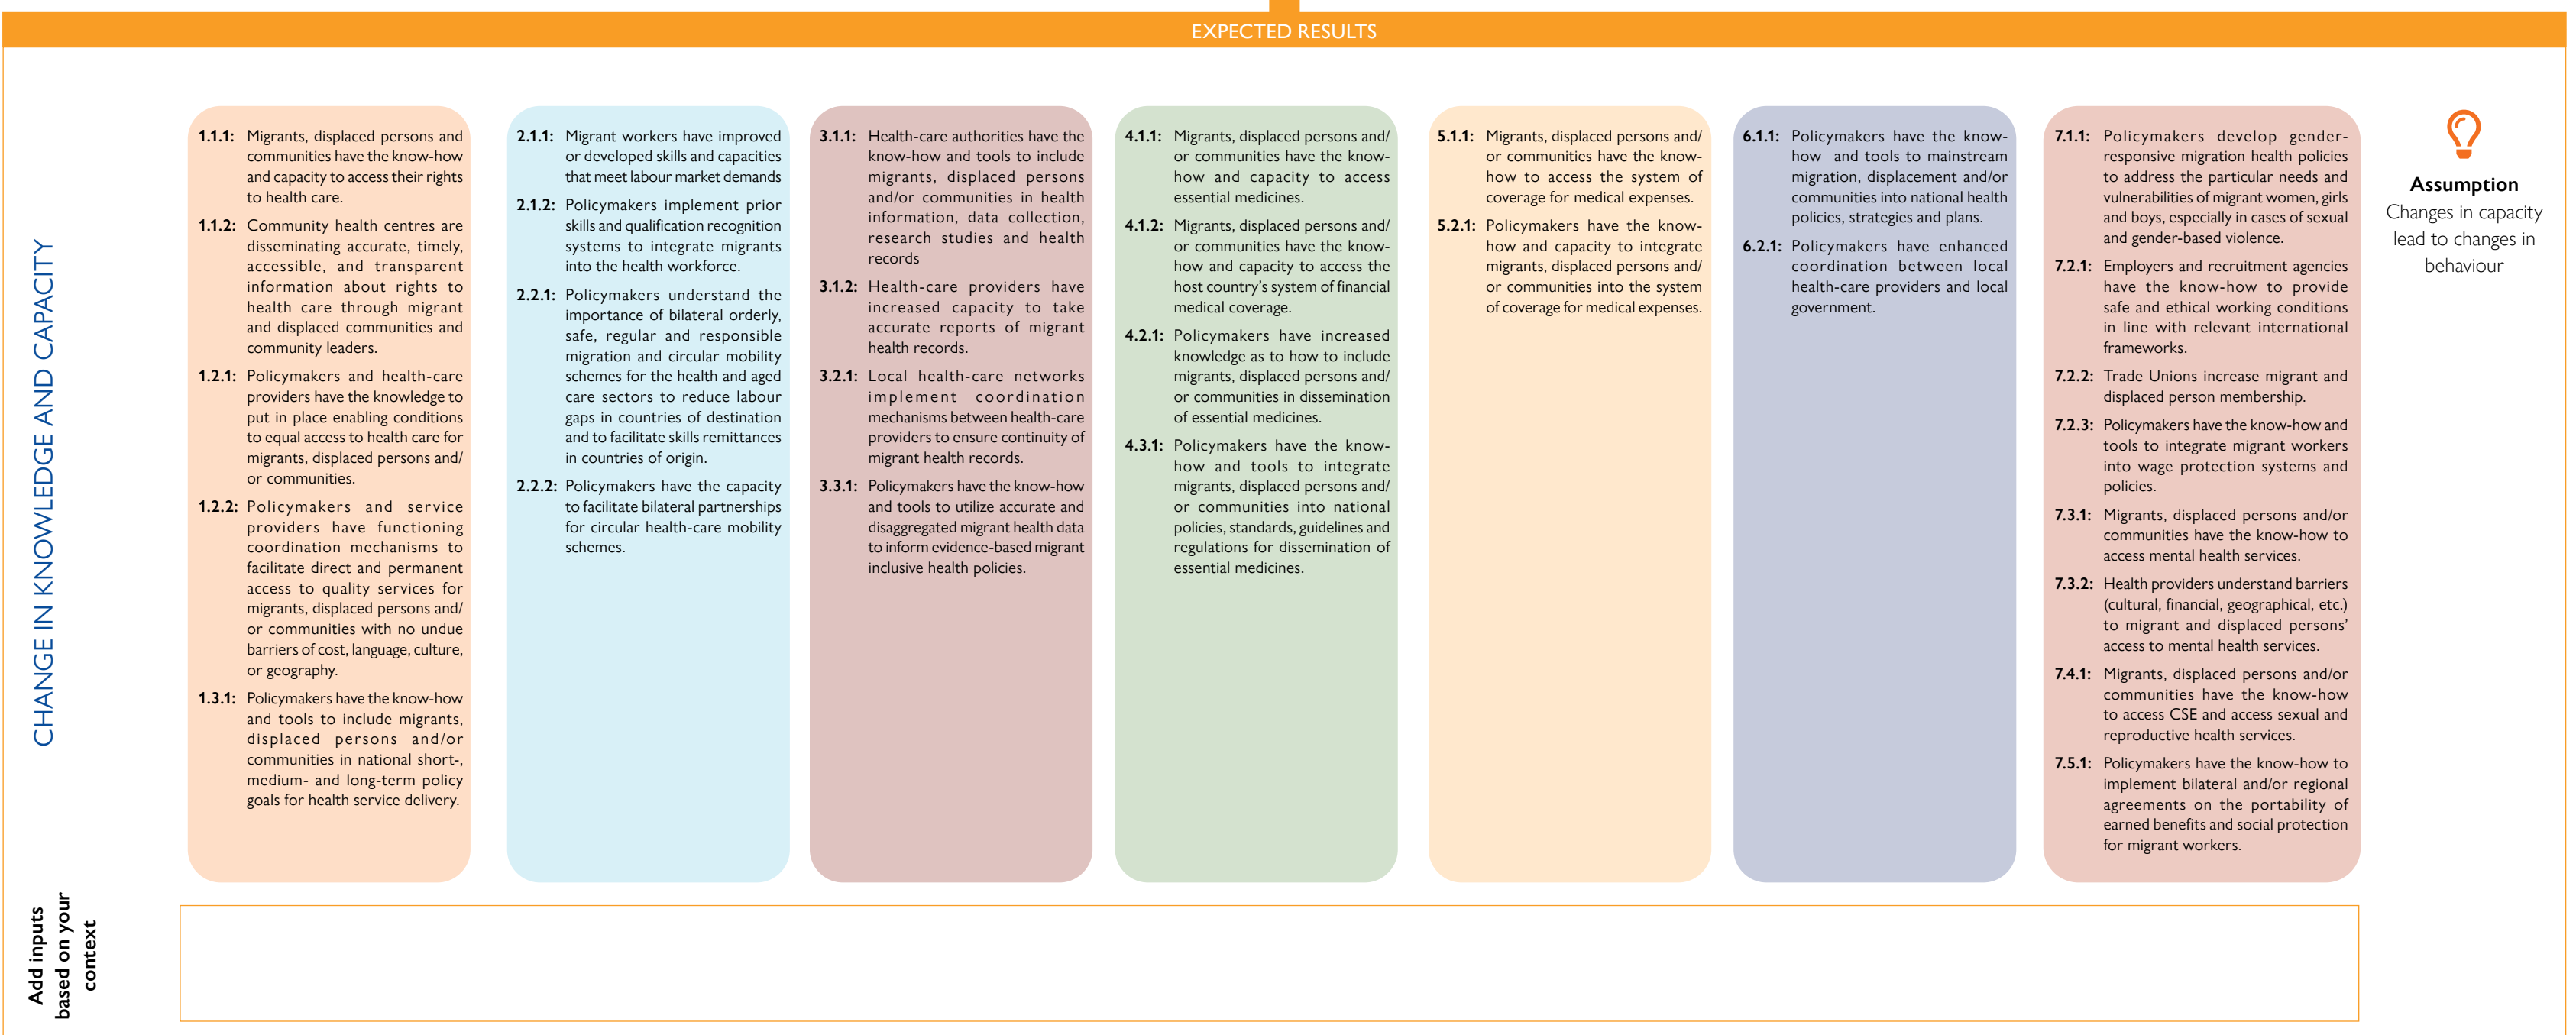 EXPECTED RESULTS
CHANGE IN KNOWLEDGE AND CAPACITY
1.1.1: Migrants, displaced persons and
communities have the know-how
and capacity to access their rights
to health care.
1.1.2: Community health centres are
disseminating accurate, timely,
accessible, and transparent
information about rights to
health care through migrant
and displaced communities and
community leaders.
1.2.1: Policymakers and health-care
providers have the knowledge to
put in place enabling conditions
to equal access to health care for
migrants, displaced persons and/
or communities.
1.2.2: Policymakers and service
providers have functioning
coordination mechanisms to
facilitate direct and permanent
access to quality services for
migrants, displaced persons and/
or communities with no undue
barriers of cost, language, culture,
or geography.
1.3.1: Policymakers have the know-how
and tools to include migrants,
displaced persons and/or
communities in national short-,
medium- and long-term policy
goals for health service delivery.
2.1.1: Migrant workers have improved
or developed skills and capacities
that meet labour market demands
2.1.2: Policymakers implement prior
skills and qualification recognition
systems to integrate migrants
into the health workforce.
2.2.1: Policymakers understand the
importance of bilateral orderly,
safe, regular and responsible
migration and circular mobility
schemes for the health and aged
care sectors to reduce labour
gaps in countries of destination
and to facilitate skills remittances
in countries of origin.
2.2.2: Policymakers have the capacity
to facilitate bilateral partnerships
for circular health-care mobility
schemes.
3.1.1: Health-care authorities have the
know-how and tools to include
migrants, displaced persons
and/or communities in health
information, data collection,
research studies and health
records
3.1.2: Health-care providers have
increased capacity to take
accurate reports of migrant
health records.
3.2.1: Local health-care networks
implement coordination
mechanisms between health-care
providers to ensure continuity of
migrant health records.
3.3.1: Policymakers have the know-how
and tools to utilize accurate and
disaggregated migrant health data
to inform evidence-based migrant
inclusive health policies.
4.1.1: Migrants, displaced persons and/
or communities have the know-
how and capacity to access
essential medicines.
4.1.2: Migrants, displaced persons and/
or communities have the know-
how and capacity to access the
host country's system of financial
medical coverage.
4.2.1: Policymakers have increased
knowledge as to how to include
migrants, displaced persons and/
or communities in dissemination
of essential medicines.
4.3.1: Policymakers have the know-
how and tools to integrate
migrants, displaced persons and/
or communities into national
policies, standards, guidelines and
regulations for dissemination of
essential medicines.
5.1.1: Migrants, displaced persons and/
or communities have the know-
how to access the system of
coverage for medical expenses.
5.2.1: Policymakers have the know-
how and capacity to integrate
migrants, displaced persons and/
or communities into the system
of coverage for medical expenses.
6.1.1: Policymakers have the know-
how and tools to mainstream
migration, displacement and/or
communities into national health
policies, strategies and plans.
6.2.1: Policymakers have enhanced
coordination between local
health-care providers and local
government.
7.1.1: Policymakers develop gender-
responsive migration health policies
to address the particular needs and
vulnerabilities of migrant women, girls
and boys, especially in cases of sexual
and gender-based violence.
7.2.1: Employers and recruitment agencies
have the know-how to provide
safe and ethical working conditions
in line with relevant international
frameworks.
7.2.2: Trade Unions increase migrant and
displaced person membership.
7.2.3: Policymakers have the know-how and
tools to integrate migrant workers
into wage protection systems and
policies.
7.3.1: Migrants, displaced persons and/or
communities have the know-how to
access mental health services.
7.3.2: Health providers understand barriers
(cultural, financial, geographical, etc.)
to migrant and displaced persons'
access to mental health services.
7.4.1: Migrants, displaced persons and/or
communities have the know-how
to access CSE and access sexual and
reproductive health services.
7.5.1: Policymakers have the know-how to
implement bilateral and/or regional
agreements on the portability of
earned benefits and social protection
for migrant workers.
Assumption
Changes in capacity
lead to changes in
behaviour
Add inputs
based on your
context